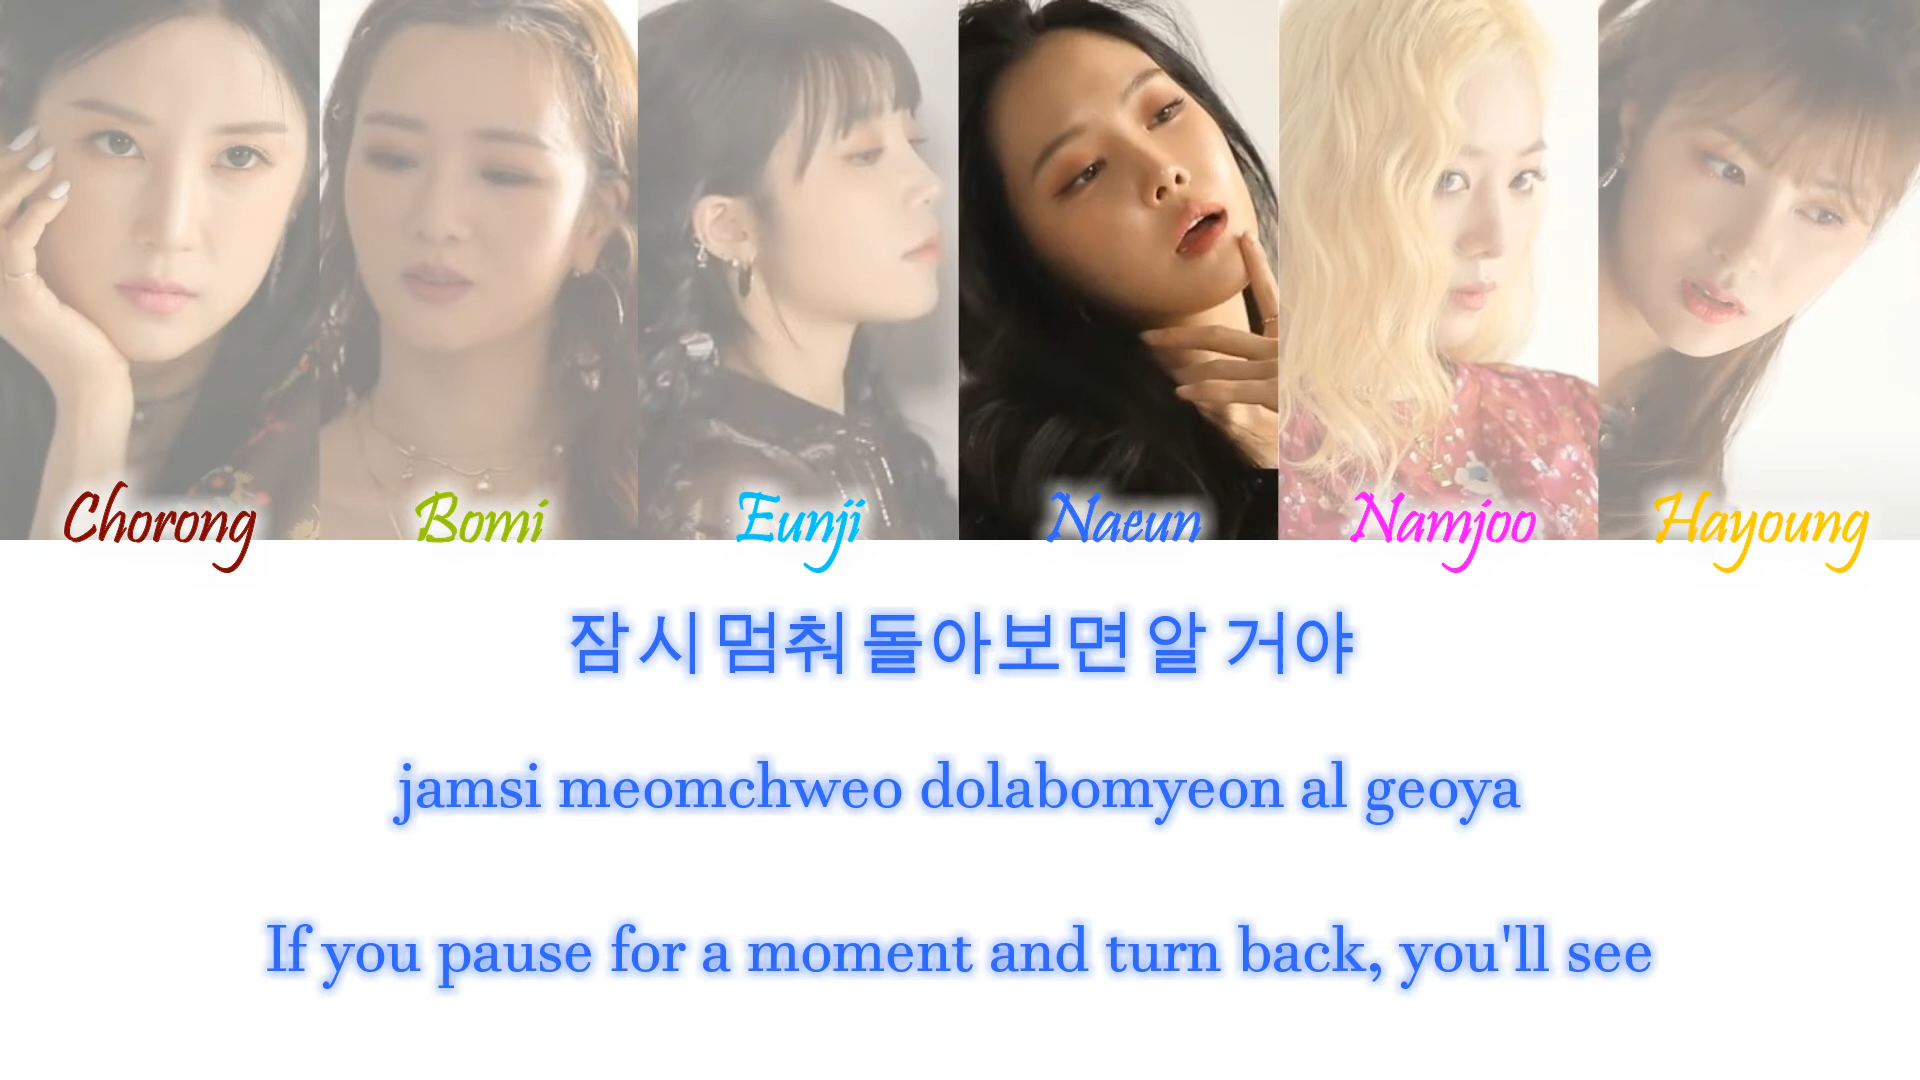 Chorong Bomi Eunji Naeun Namjoo Hayoung
잠시 멈춰 돌아보면 알 거야
jamsi meomchweo dolabomyeon al geoya
If you pause for a moment and turn back, you'll see